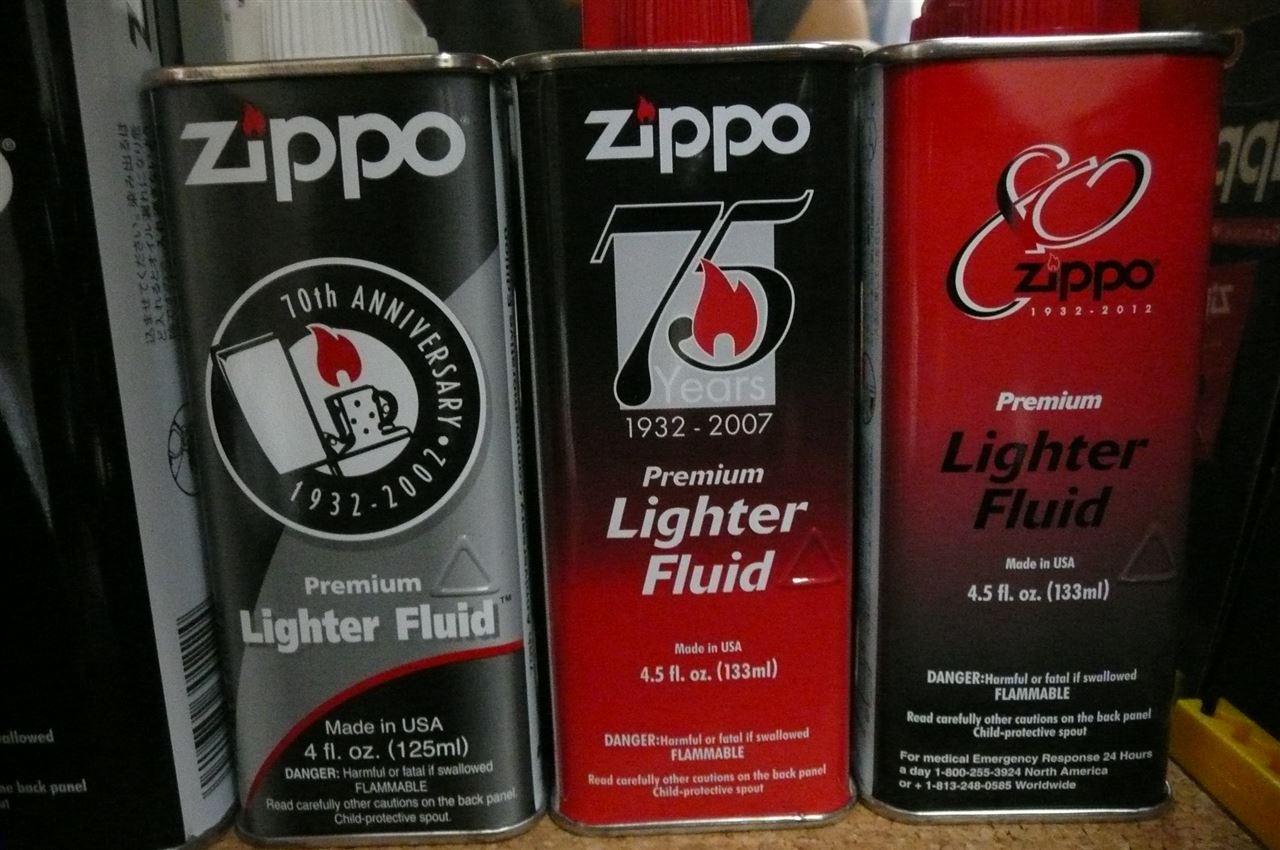 zippo
70th ANNIVERSARY • 1932-2002
Premium
Lighter Fluid™
Made in USA
4 fl. oz. (125ml)
DANGER: Harmful or fatal if swallowed
FLAMMABLE
Read carefully other cautions on the back panel.
Child-protective spout.
zippo
75
Years
1932 - 2007
Premium
Lighter
Fluid
Made in USA
4.5 fl. oz. (133ml)
DANGER:Harmful or fatal if swallowed
FLAMMABLE
Read carefully other cautions on the back panel
Child-protective spout
80
zippo
1932-2012
Premium
Lighter
Fluid
Made in USA
4.5 fl. oz. (133ml)
DANGER:Harmful or fatal if swallowed
FLAMMABLE
Read carefully other cautions on the back panel
Child-protective spout
For medical Emergency Response 24 Hours
a day 1-800-255-3924 North America
or + 1-813-248-0585 Worldwide
the back panel